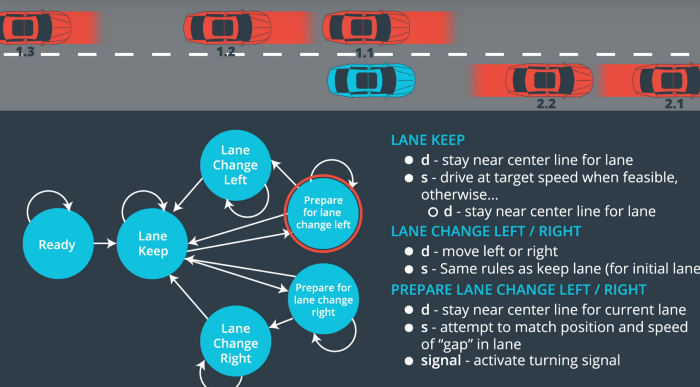 1.3
1.2
1.1
2.2
2.1
Lane
Change
Left
Prepare
for lane
change left
Ready
Lane
Keep
Prepare for
lane change
right
Lane
Change
Right
LANE KEEP
● d - stay near center line for lane
● s - drive at target speed when feasible,
otherwise...
○ d - stay near center line for lane
LANE CHANGE LEFT / RIGHT
● d - move left or right
● s - Same rules as keep lane (for initial lane
PREPARE LANE CHANGE LEFT / RIGHT
● d - stay near center line for current lane
● s - attempt to match position and speed
of “gap” in lane
● signal - activate turning signal